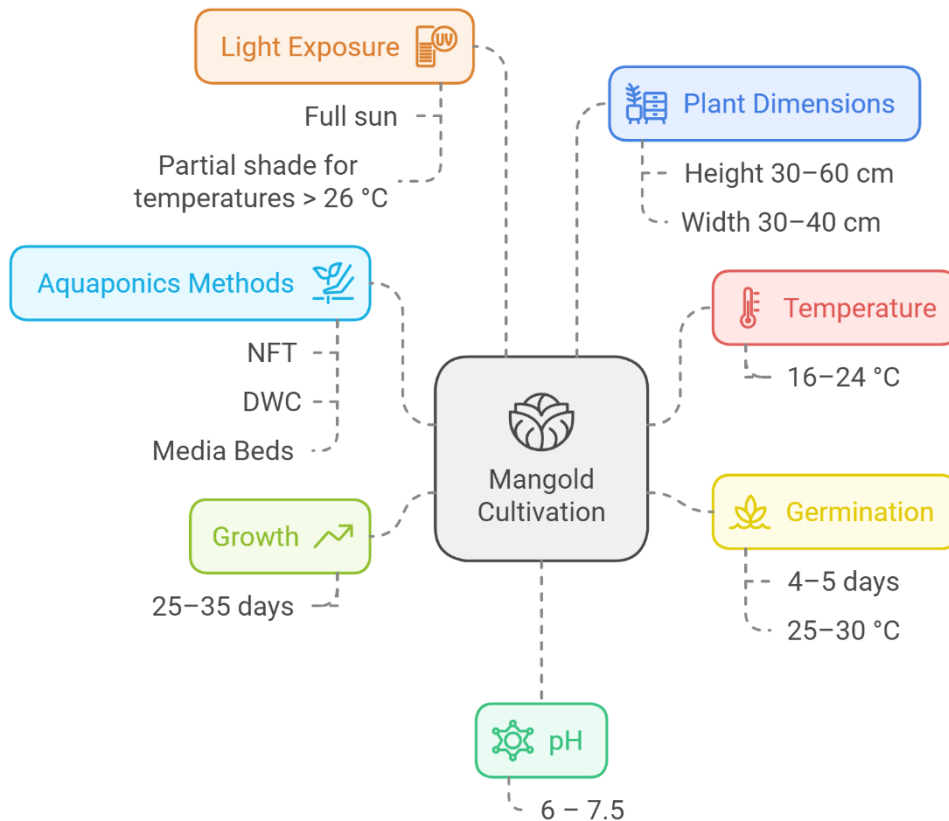 Light Exposure
UV
Full sun
Partial shade for
temperatures > 26 °C
Plant Dimensions
Height 30–60 cm
Width 30–40 cm
Aquaponics Methods
NFT
DWC
Media Beds
Temperature
16–24 °C
Mangold
Cultivation
Growth
25–35 days
Germination
4–5 days
25–30 °C
pH
6 – 7.5